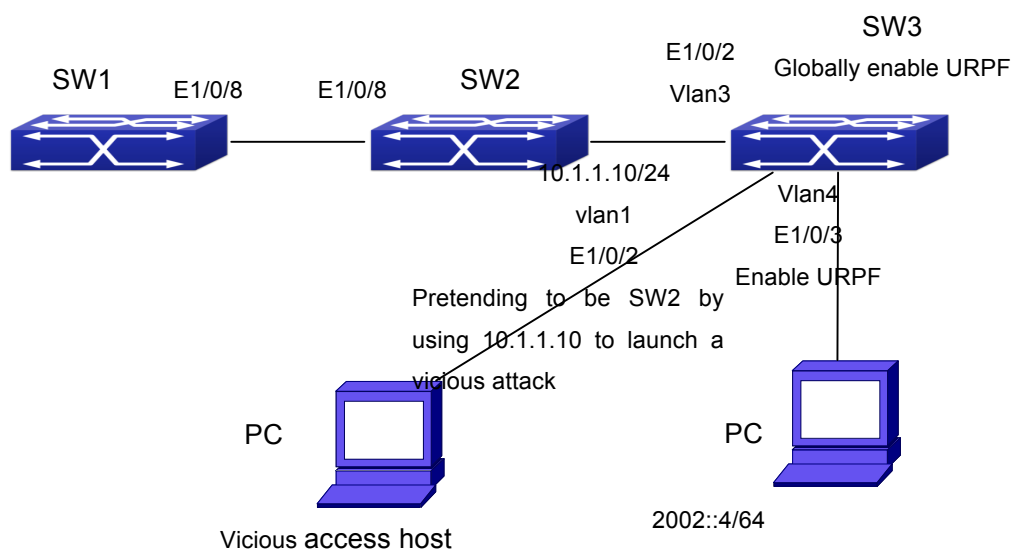 SW3
E1/0/2
Globally enable URPF
SW1
SW2
E1/0/8
E1/0/8
Vlan3
10.1.1.10/24
Vlan4
vlan1
E1/0/3
E1/0/2
Enable URPF
Pretending to be SW2 by
using 10.1.1.10 to launch a
vicious attack
PC
PC
2002::4/64
Vicious access host